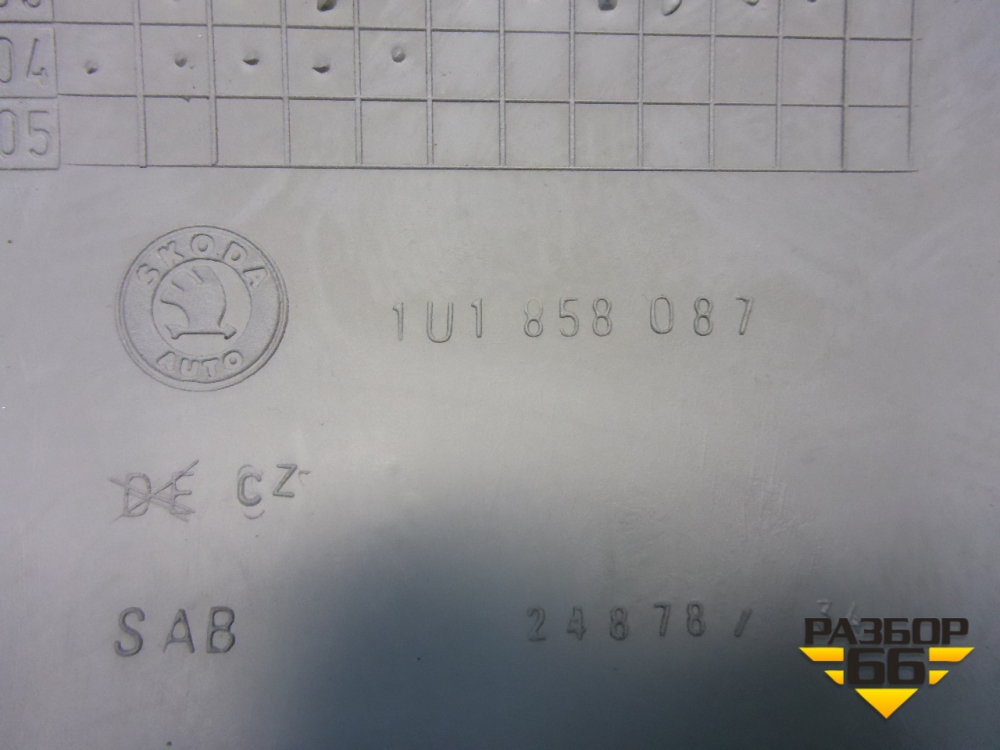 04
05
SKODA
AUTO
1U1 858 087
DE CZ
SAB
24878/
РАЗБОР
66